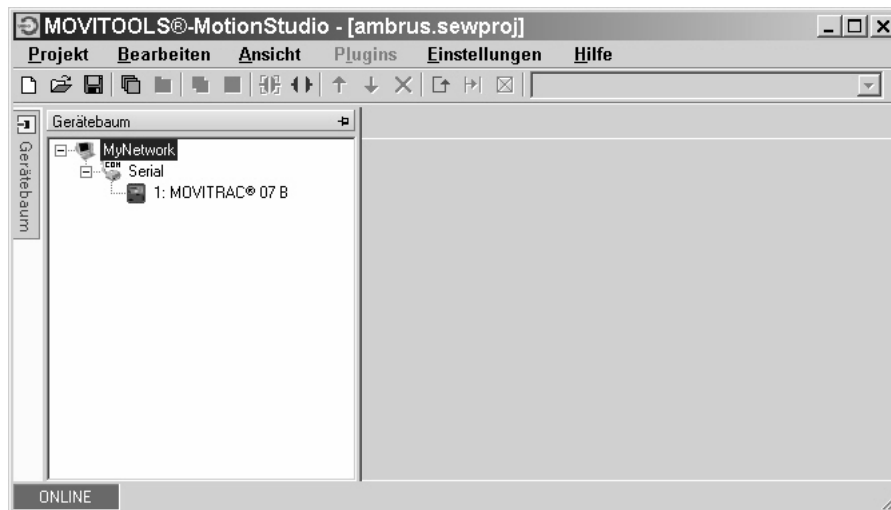 MOVITOOLS®-MotionStudio - [ambrus.sewproj]
Projekt Bearbeiten Ansicht Plugins Einstellungen Hilfe
Gerätebaum
Gerätebaum
MyNetwork
COM
Serial
1: MOVITRAC® 07 B
ONLINE